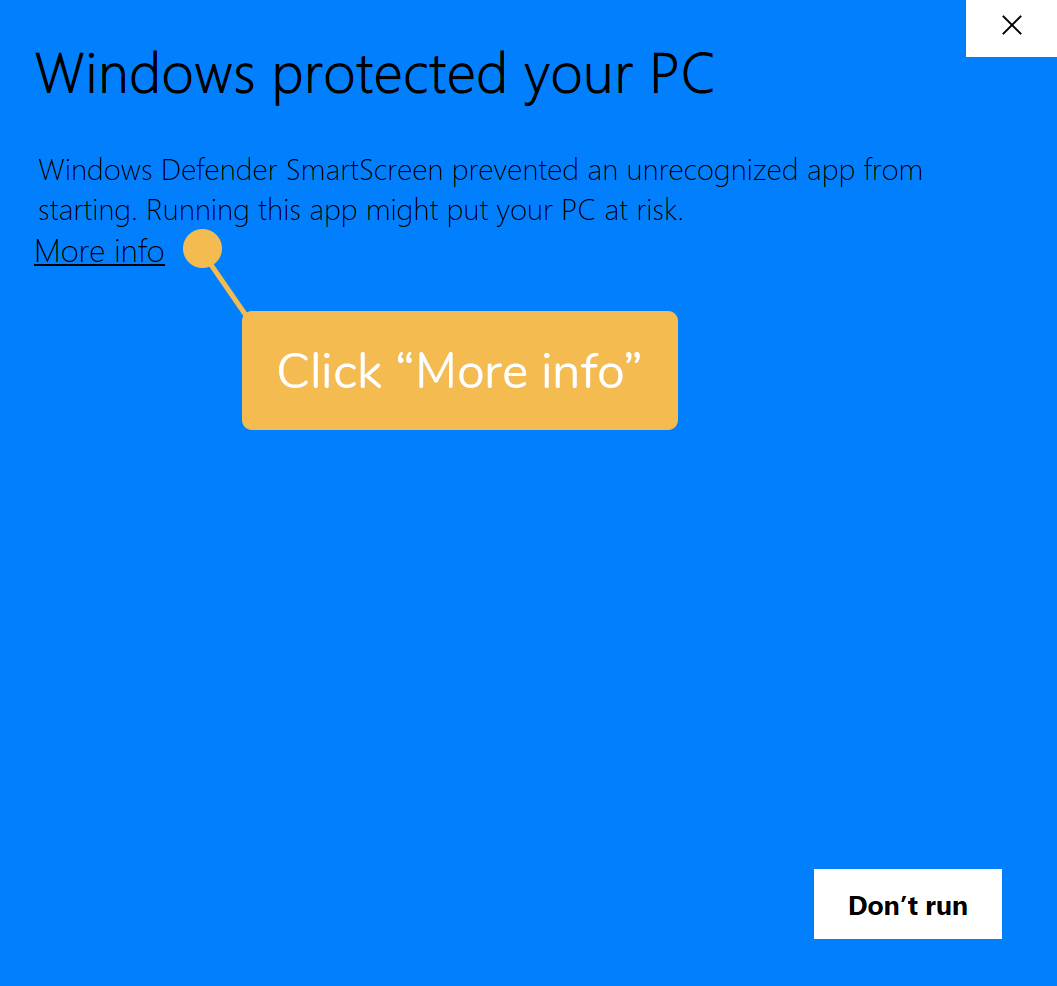 Windows protected your PC
Windows Defender SmartScreen prevented an unrecognized app from
starting. Running this app might put your PC at risk.
More info
Click “More info”
Don’t run